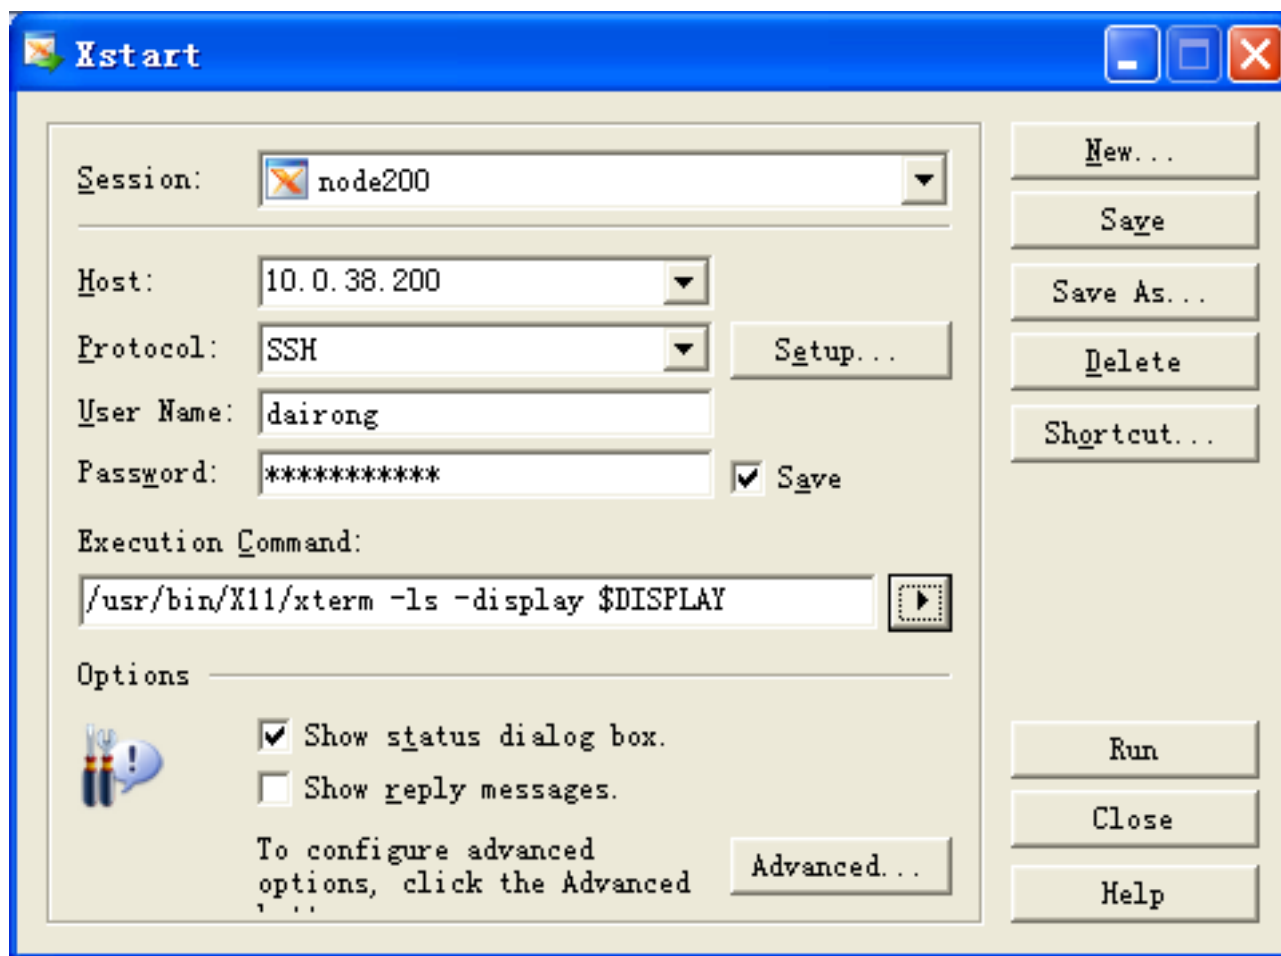 Xstart
Session: node200
New...
Save
Host: 10.0.38.200
Save As...
Protocol: SSH Setup...
Delete
User Name: dairong
Shortcut...
Password: *********** Save
Execution Command:
/usr/bin/X11/xterm -ls -display $DISPLAY
Options
Show status dialog box.
Run
Show reply messages.
Close
To configure advanced
options, click the Advanced
Advanced...
Help